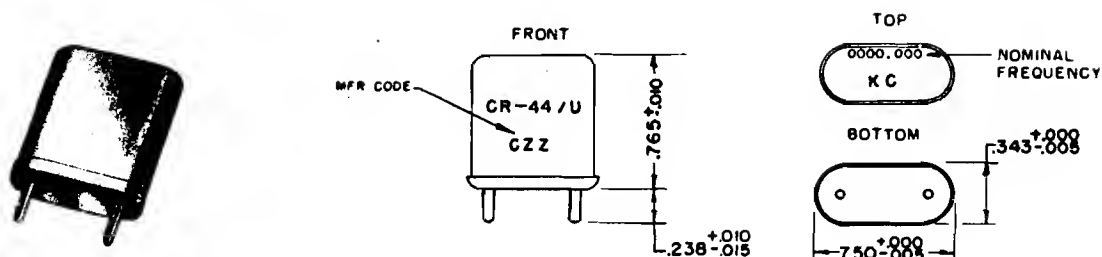 FRONT
MFR CODE
CR-44/U
CZZ
.765±.010
.238+.010-.015
TOP
0000.000
KC
NOMINAL
FREQUENCY
BOTTOM
.343+.000-.005
.750+.000-.005